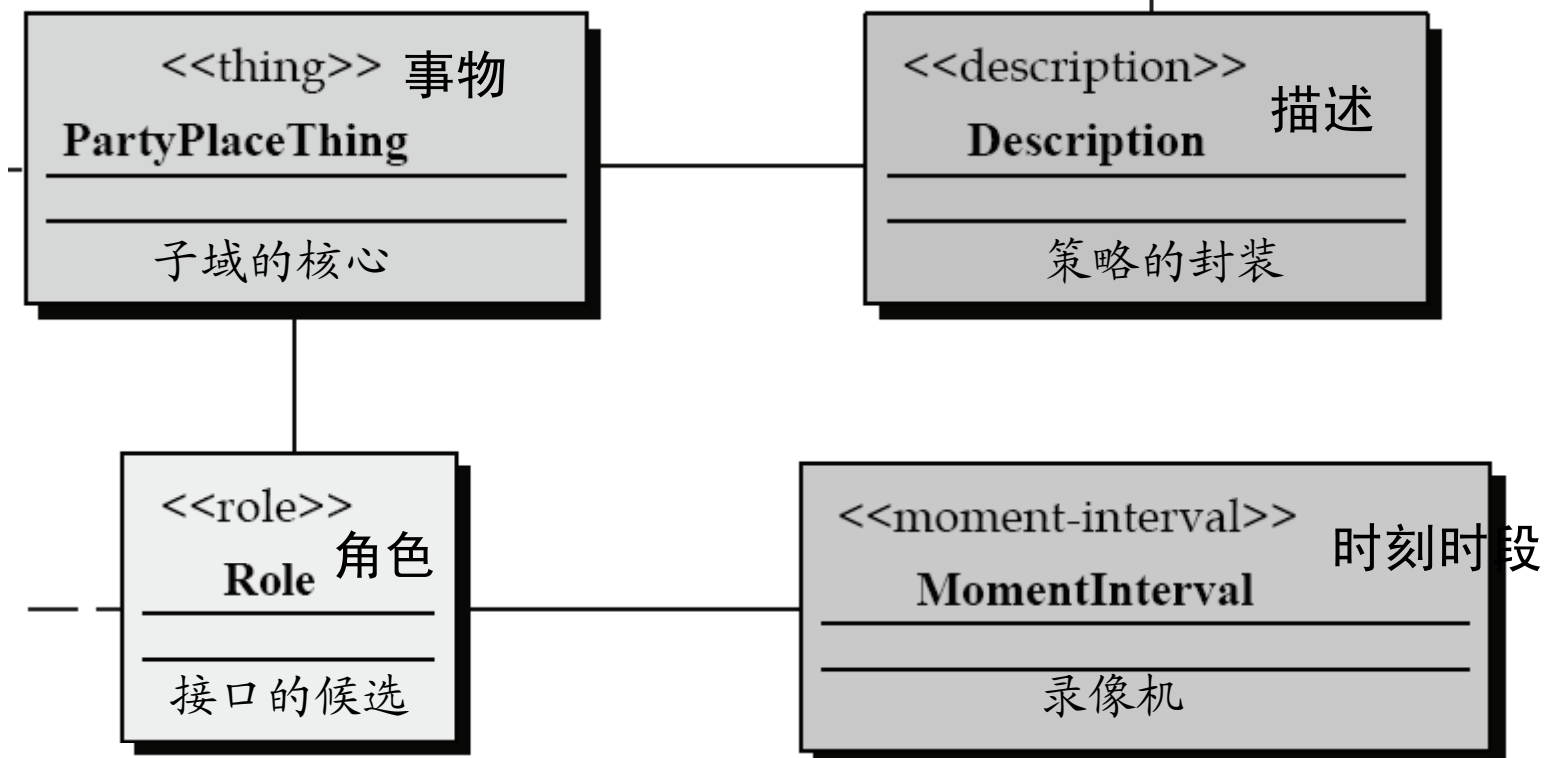 <<thing>> 事物
PartyPlaceThing
子域的核心
<<description>>
描述
Description
策略的封装
<<role>>
角色
Role
接口的候选
<<moment-interval>>
时刻时段
MomentInterval
录像机